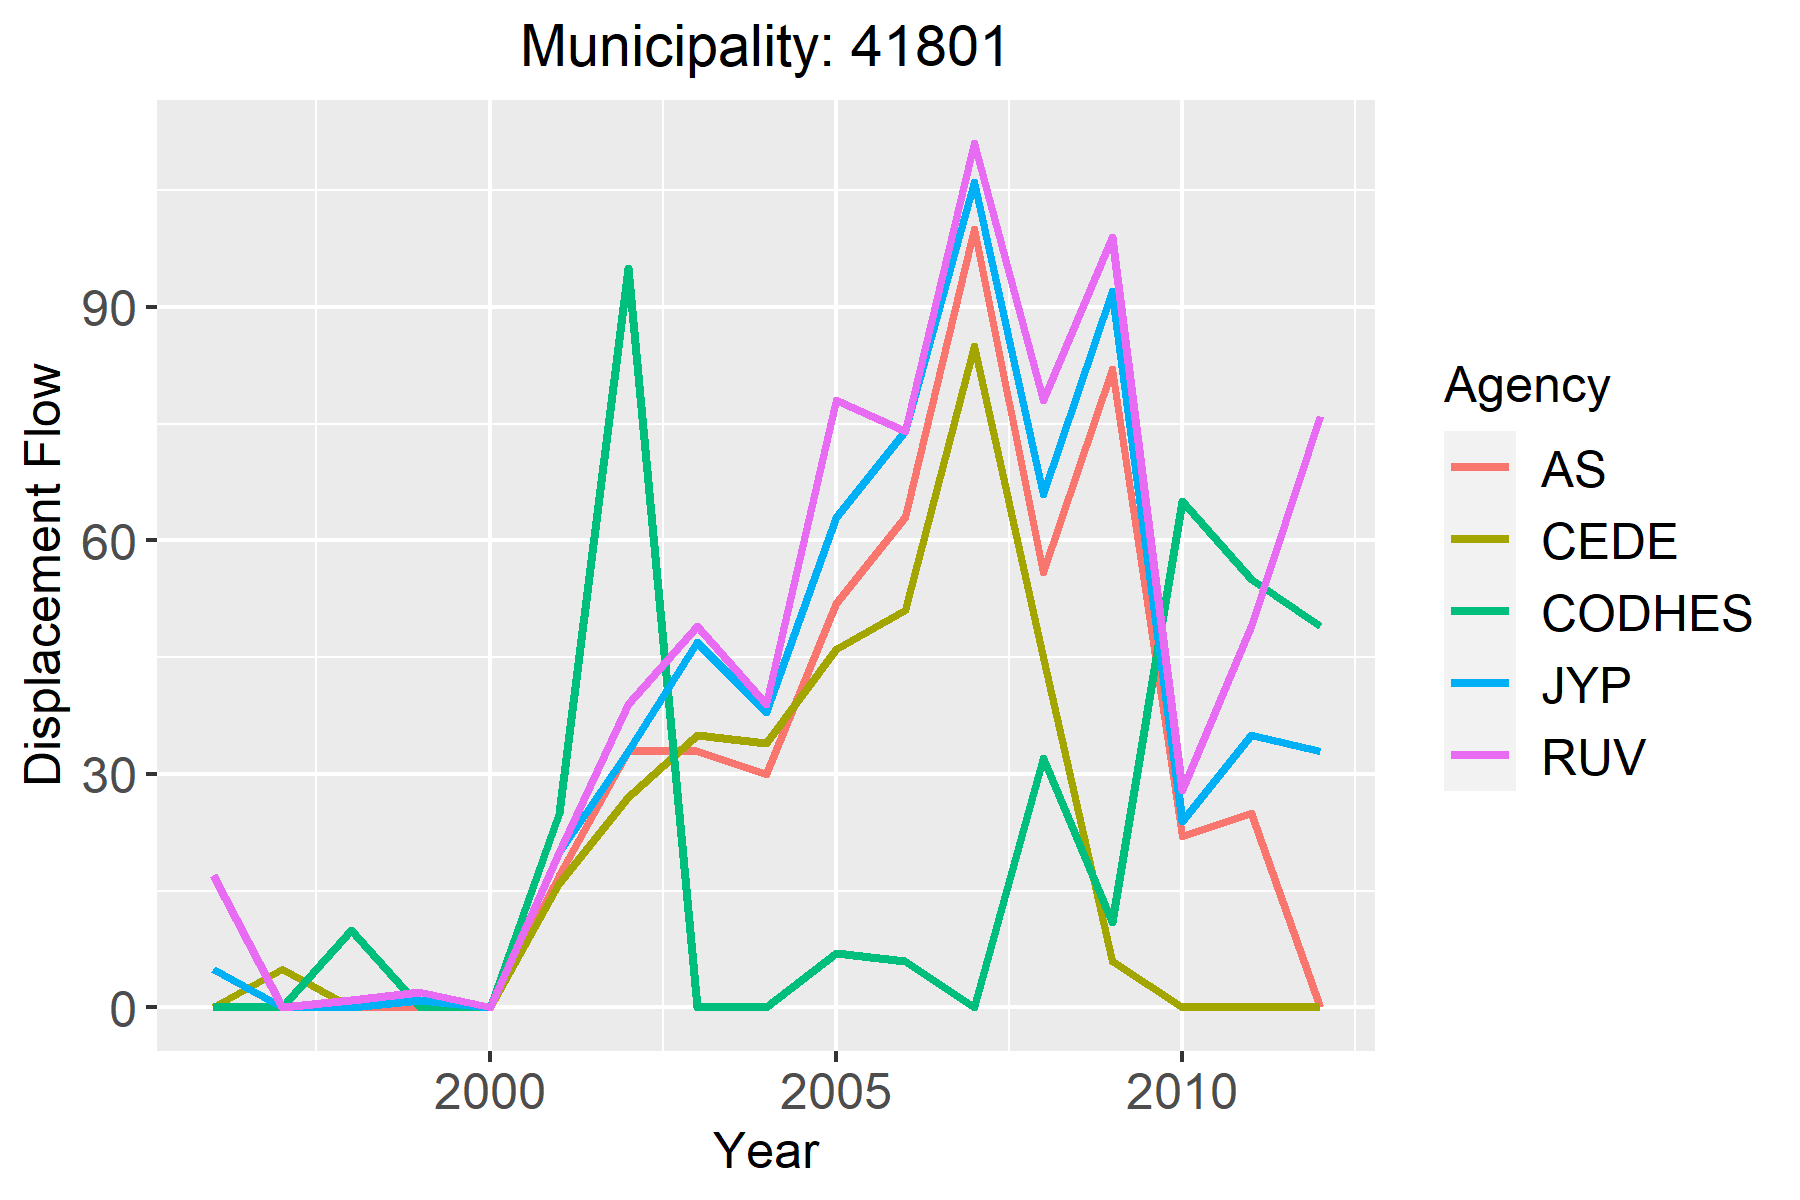 Municipality: 41801
Displacement Flow
90
60
30
0
2000 2005 2010
Year
Agency
AS
CEDE
CODHES
JYP
RUV